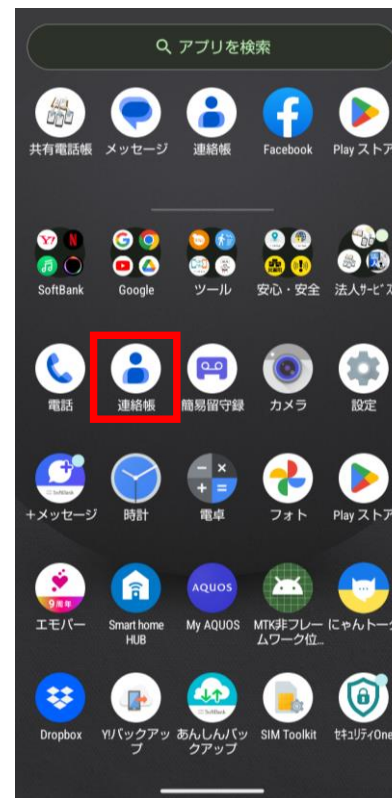 アプリを検索
共有電話帳 メッセージ 連絡帳 Facebook Play ストア
SoftBank Google ツール 安心・安全 法人サービス
電話 連絡帳 簡易留守録 カメラ 設定
+メッセージ 時計 電卓 フォト Play ストア
9周年 AQUOS
エモパー Smart home My AQUOS MTK非フレー にゃんトーク
HUB ムワーク位...
Dropbox Y!バックアッ あんしんバッ SIM Toolkit セキュリティOne
プ クアップ